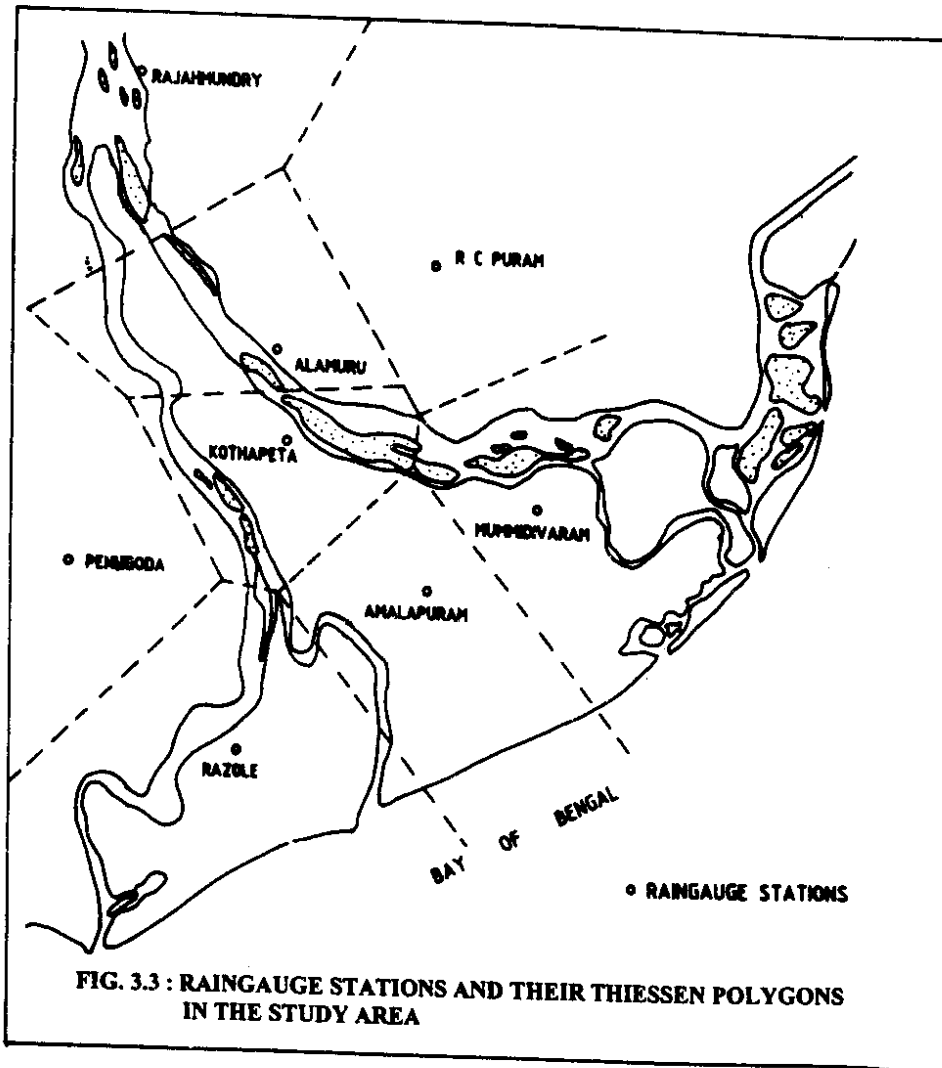 RAJAHMUNDRY
R C PURAM
ALAMURU
KOTHAPETA
MUMMIDIVARAM
PENUGODA
AMALAPURAM
RAZOLE
BAY OF BENGAL
RAINGAUGE STATIONS
FIG. 3.3 : RAINGAUGE STATIONS AND THEIR THIESSEN POLYGONS
IN THE STUDY AREA